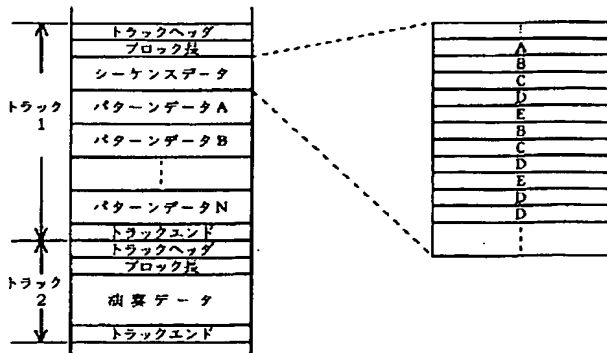 トラック
1
トラックヘッダ
ブロック長
シーケンスデータ
パターンデータA
パターンデータB
パターンデータN
トラックエンド
トラック
2
トラックヘッダ
ブロック長
演奏データ
トラックエンド
A
B
C
D
E
B
C
D
E
D
D